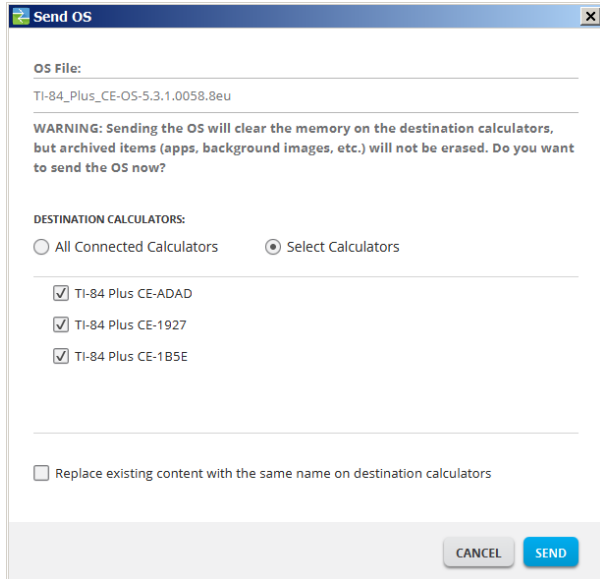 Send OS
OS File:
TI-84_Plus_CE-OS-5.3.1.0058.8eu
WARNING: Sending the OS will clear the memory on the destination calculators,
but archived items (apps, background images, etc.) will not be erased. Do you want
to send the OS now?
DESTINATION CALCULATORS:
All Connected Calculators Select Calculators
TI-84 Plus CE-ADAD
TI-84 Plus CE-1927
TI-84 Plus CE-1B5E
Replace existing content with the same name on destination calculators
CANCEL SEND